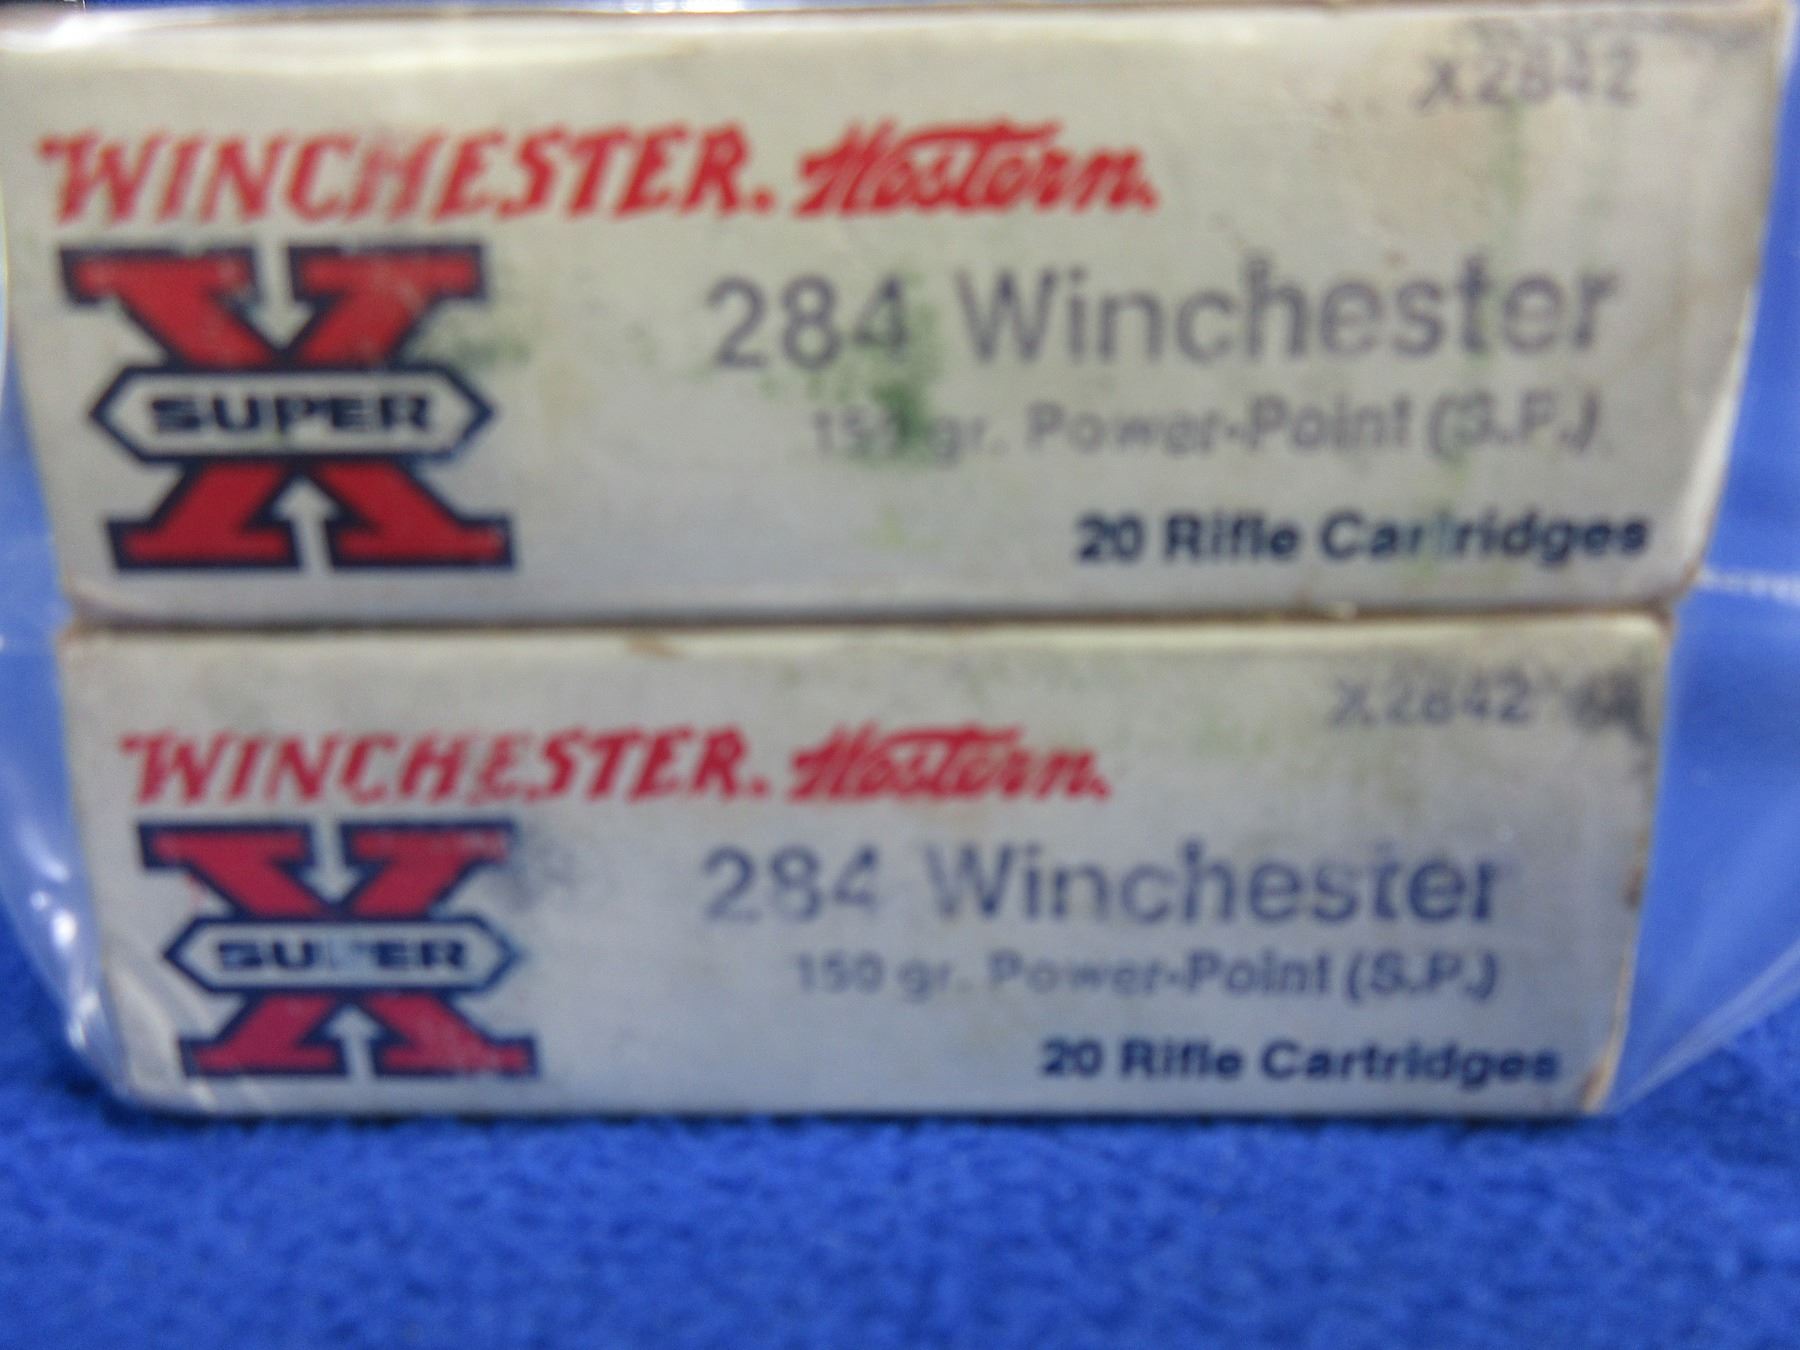 X2842
WINCHESTER. Western.
SUPER X
284 Winchester
150 gr. Power-Point (S.P.)
20 Rifle Cartridges
X2842
WINCHESTER. Western.
SUPER X
284 Winchester
150 gr. Power-Point (S.P.)
20 Rifle Cartridges